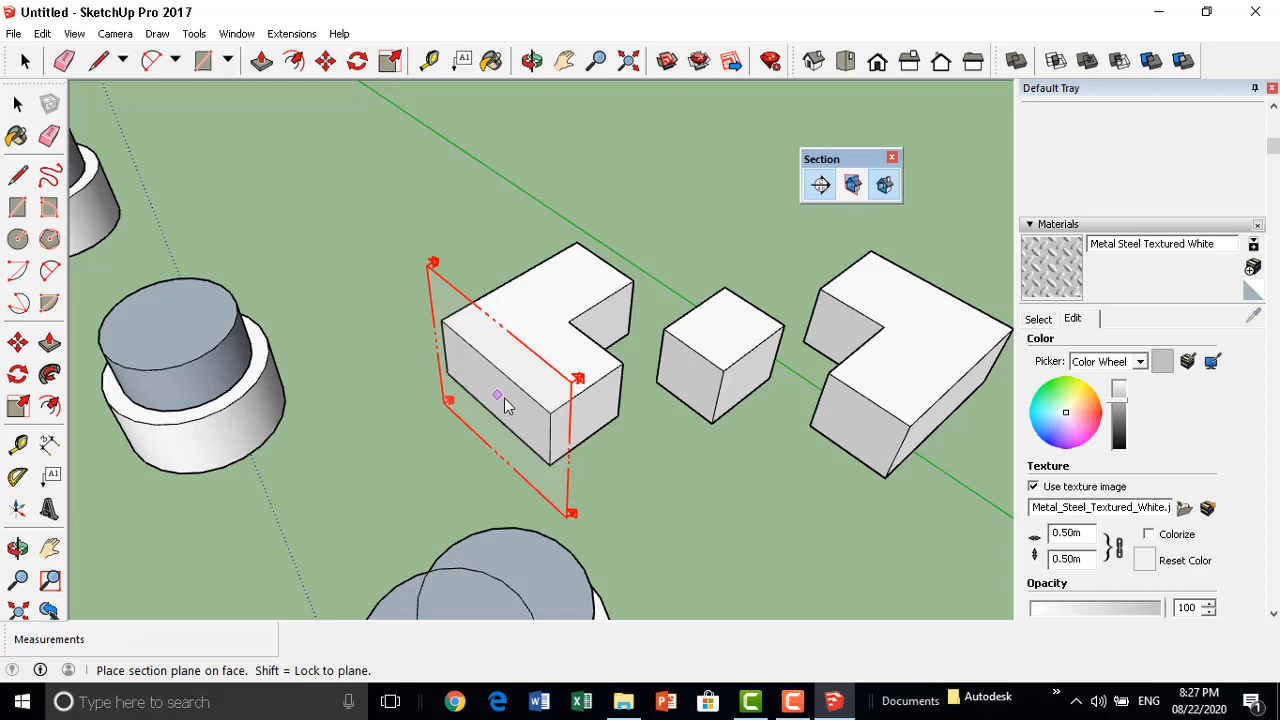 Untitled - SketchUp Pro 2017
File Edit View Camera Draw Tools Window Extensions Help
A1
Default Tray
Section
Materials
Metal Steel Textured White
Select Edit
Color
Picker: Color Wheel
Texture
Use texture image
Metal_Steel_Textured_White.j
0.50m Colorize
0.50m Reset Color
Opacity
100
A1
Measurements
Place section plane on face. Shift = Lock to plane.
Type here to search
Documents Autodesk
ENG
8:27 PM
08/22/2020
1